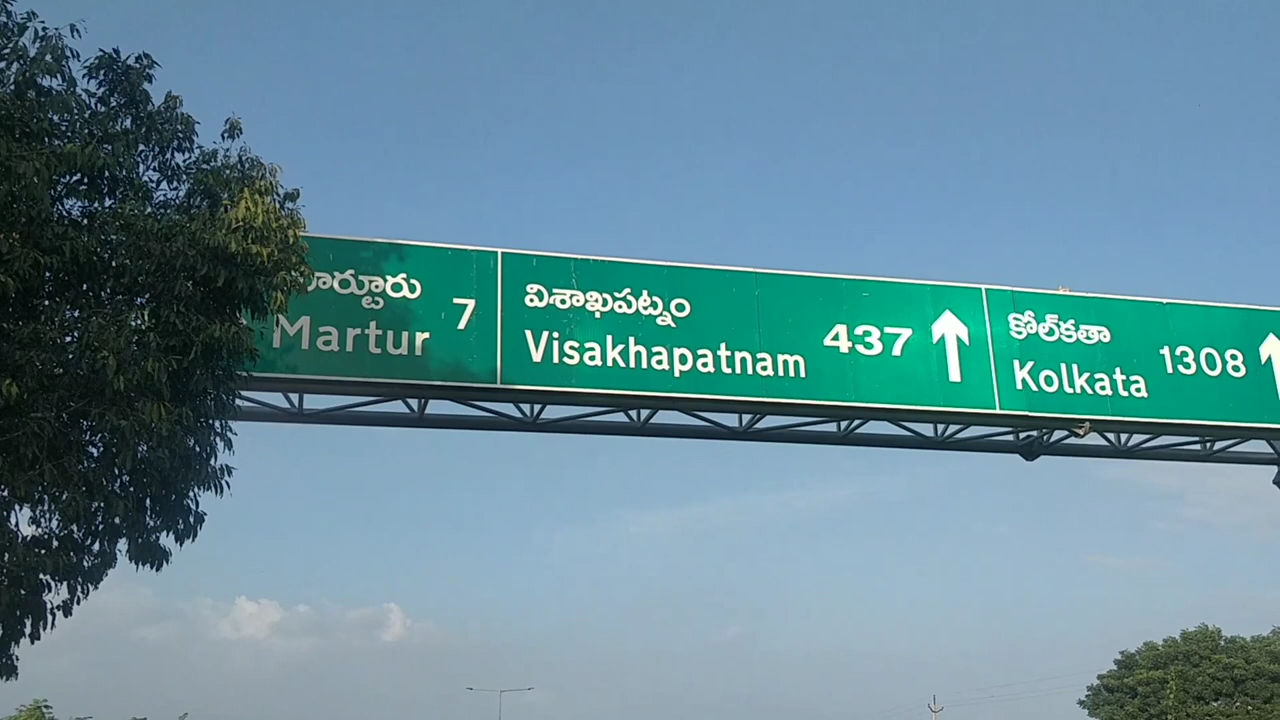 Martur 7
విశాఖపట్నం
Visakhapatnam 437
కోల్‌కతా
Kolkata 1308